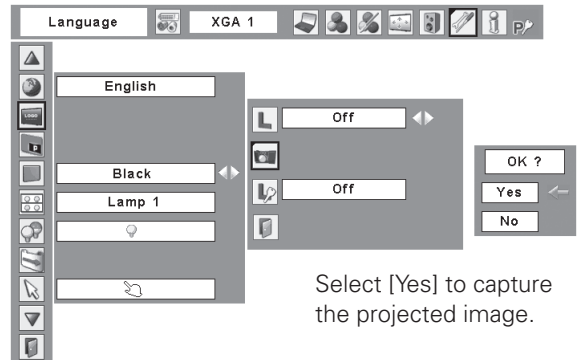 Language XGA 1
LOGO
P
English
Off
Black
OK ?
Lamp 1
Off
Yes
No
Select [Yes] to capture
the projected image.